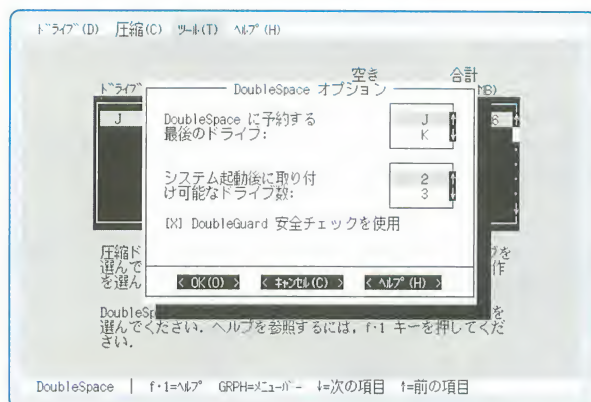 ﾄﾞﾗｲﾌﾞ(D) 圧縮(C) ﾂｰﾙ(T) ﾍﾙﾌﾟ(H)
空き 合計
ﾄﾞﾗｲﾌﾞ MB)
DoubleSpace オプション
J 6
DoubleSpace に予約する
最後のドライブ:
J
K
システム起動後に取り付
け可能なドライブ数:
2
3
[X] DoubleGuard 安全チェックを使用
< OK(O) > < ｷｬﾝｾﾙ(C) > < ﾍﾙﾌﾟ(H) >
圧縮ド ブを
選んで 作
を選ん
DoubleSp を
選んでください. ヘルプを参照するには, f･1 キーを押してくだ
さい.
DoubleSpace | f･1=ﾍﾙﾌﾟ GRPH=ﾒﾆｭｰﾊﾞｰ ↓=次の項目 ↑=前の項目